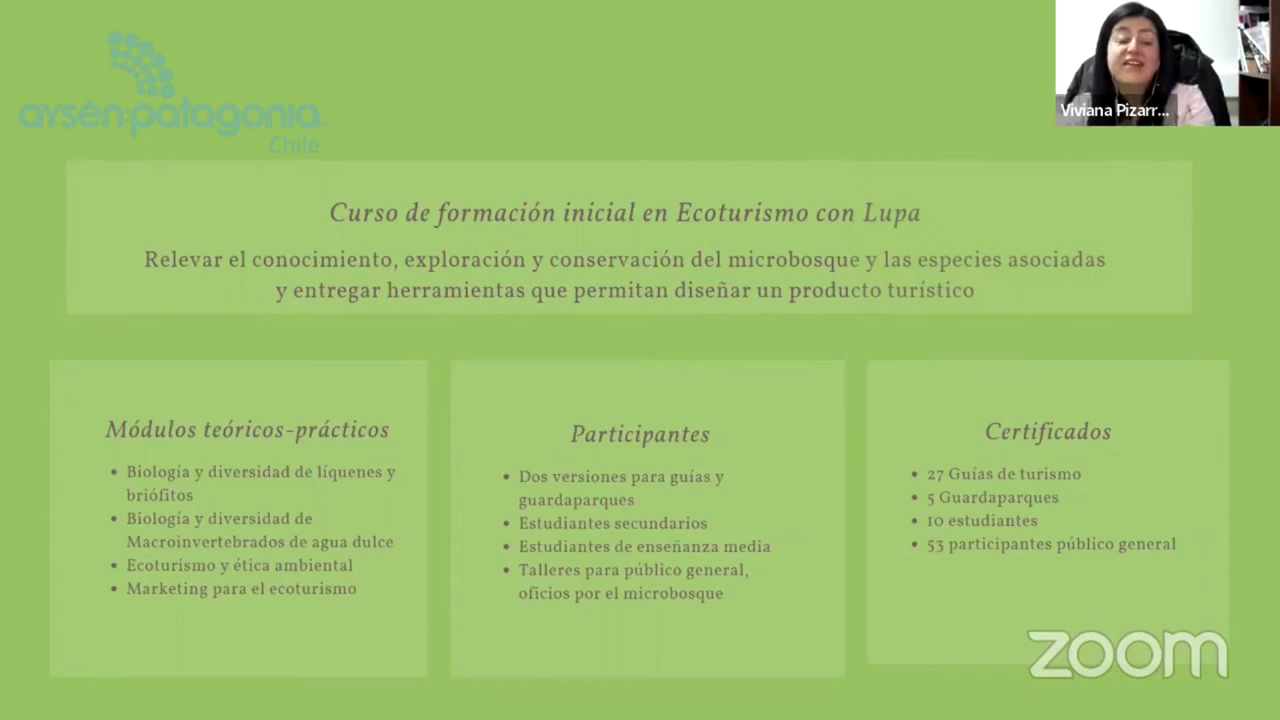 aysén·patagonia
Chile
Viviana Pizarr...
Curso de formación inicial en Ecoturismo con Lupa
Relevar el conocimiento, exploración y conservación del microbosque y las especies asociadas
y entregar herramientas que permitan diseñar un producto turístico
Módulos teóricos-prácticos
• Biología y diversidad de líquenes y
briófitos
• Biología y diversidad de
Macroinvertebrados de agua dulce
• Ecoturismo y ética ambiental
• Marketing para el ecoturismo
Participantes
• Dos versiones para guías y
guardaparques
• Estudiantes secundarios
• Estudiantes de enseñanza media
• Talleres para público general,
oficios por el microbosque
Certificados
• 27 Guías de turismo
• 5 Guardaparques
• 10 estudiantes
• 53 participantes público general
zoom